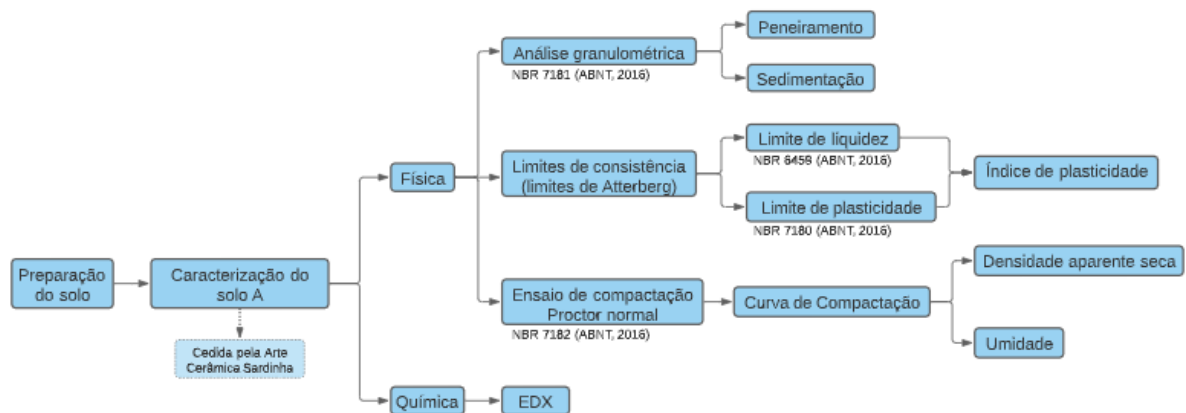 Peneiramento
Análise granulométrica
NBR 7181 (ABNT, 2016)
Sedimentação
Limite de liquidez
NBR 6459 (ABNT, 2016)
Física
Limites de consistência
(limites de Atterberg)
Índice de plasticidade
Limite de plasticidade
NBR 7180 (ABNT, 2016)
Preparação
do solo
Caracterização do
solo A
Densidade aparente seca
Ensaio de compactação
Proctor normal
NBR 7182 (ABNT, 2016)
Curva de Compactação
Umidade
Cedida pela Arte
Cerâmica Sardinha
Química
EDX